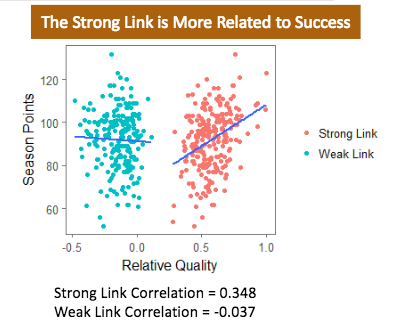 The Strong Link is More Related to Success
120
100
80
60
Season Points
-0.5
0.0
0.5
1.0
Relative Quality
Strong Link
Weak Link
Strong Link Correlation = 0.348
Weak Link Correlation = -0.037